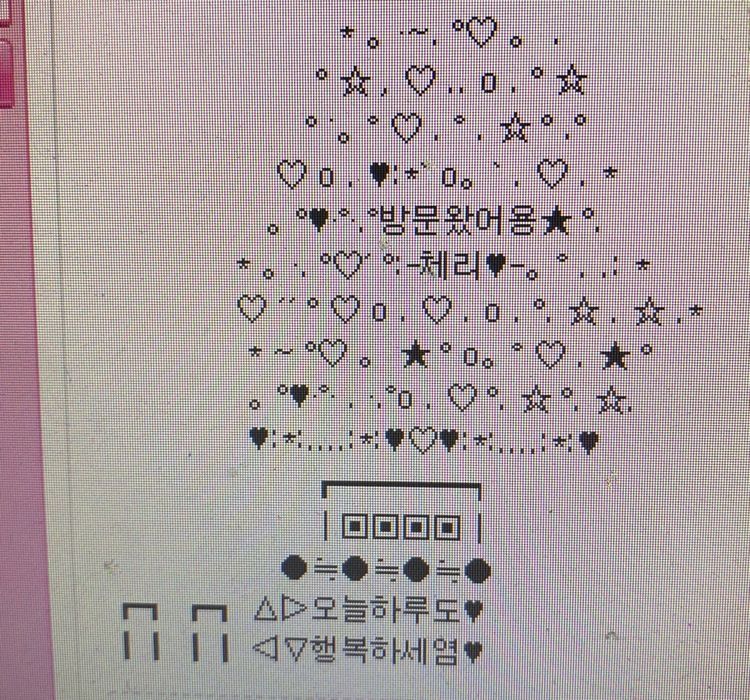 * 。 ·~. °♡ 。 .
° ☆ . ♡ .. o . ° ☆
° ·。 ° ♡ . ° . ☆ ° .°
♡ o . ♥:*` o。 ` . ♡ . *
。 °♥·°·.°방문왔어용★ °.
* 。 ·. °♡´ °:-체리♥-。 ° . .: *
♡ ´´ ° ♡ o . ♡ . o . °. ☆ . ☆ .*
* ~ °♡ 。 ★ ° o。 ° ♡ . ★ °
。 °♥·°· . ·.°o . ♡ °. ☆ °. ☆.
♥:*:....:*:♥♡♥:*:....:*:♥
┏━━━━━┓
│▣▣▣▣│
●≒●≒●≒●
┏┓ ┏┓ △▷오늘하루도♥
┃┃ ┃┃ ◁▽행복하세염♥